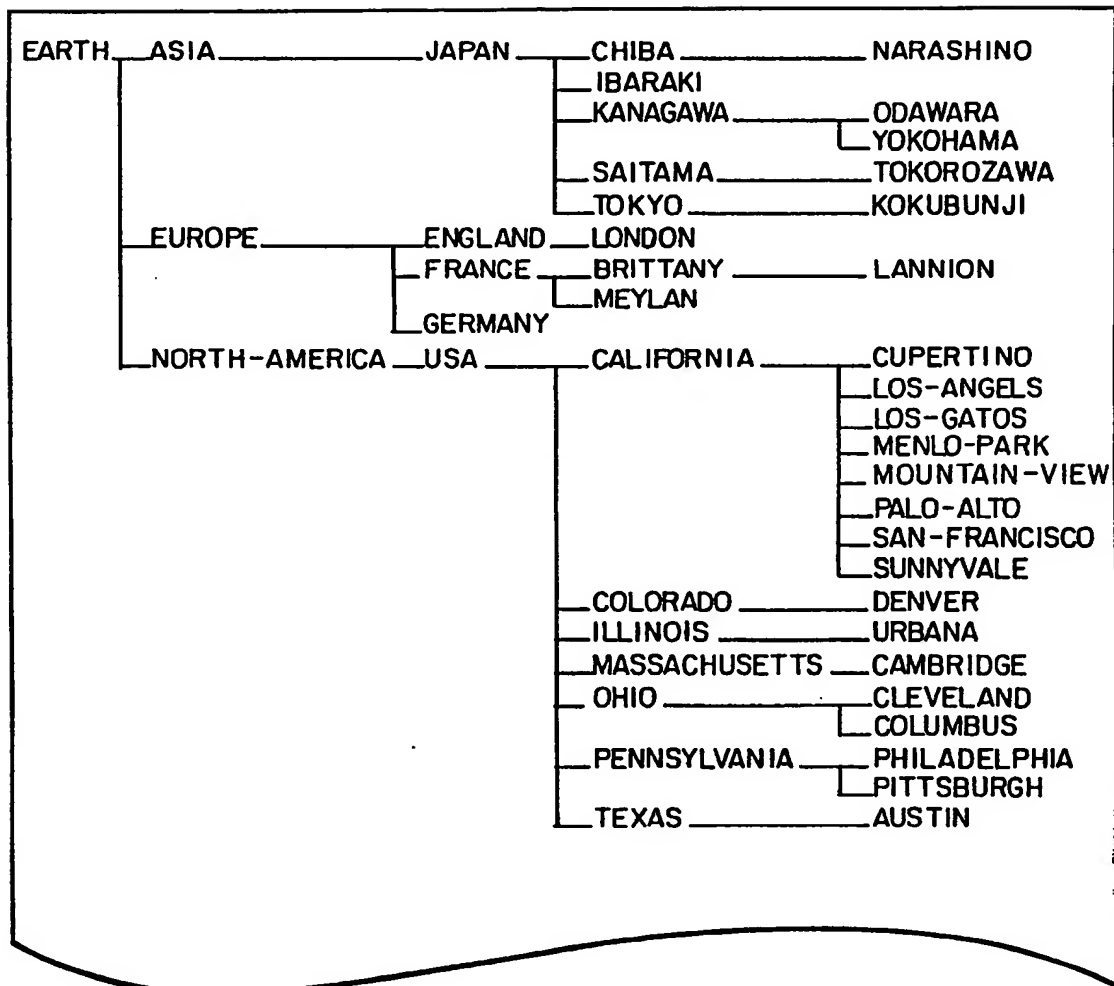 EARTH ASIA JAPAN CHIBA NARASHINO
IBARAKI
KANAGAWA ODAWARA
YOKOHAMA
SAITAMA TOKOROZAWA
TOKYO KOKUBUNJI
EUROPE ENGLAND LONDON
FRANCE BRITTANY LANNION
MEYLAN
GERMANY
NORTH-AMERICA USA CALIFORNIA CUPERTINO
LOS-ANGELS
LOS-GATOS
MENLO-PARK
MOUNTAIN-VIEW
PALO-ALTO
SAN-FRANCISCO
SUNNYVALE
COLORADO DENVER
ILLINOIS URBANA
MASSACHUSETTS CAMBRIDGE
OHIO CLEVELAND
COLUMBUS
PENNSYLVANIA PHILADELPHIA
PITTSBURGH
TEXAS AUSTIN